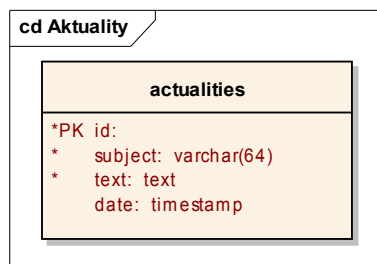 cd Aktuality
actualities
*PK id:
* subject: varchar(64)
* text: text
date: timestamp